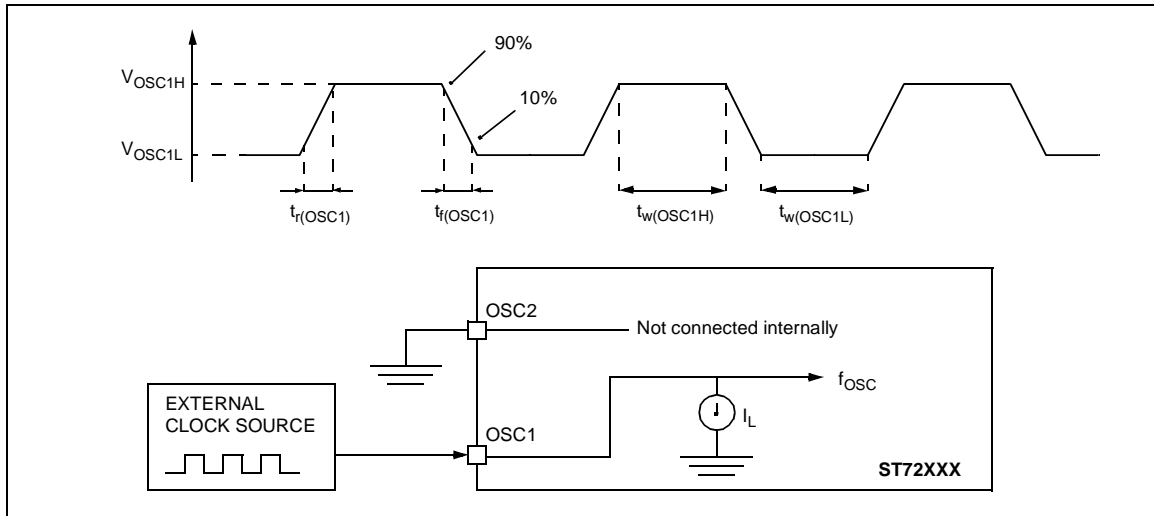 90%
V_OSC1H
10%
V_OSC1L
t_r(OSC1)
t_f(OSC1)
t_w(OSC1H)
t_w(OSC1L)
OSC2
Not connected internally
f_OSC
EXTERNAL
CLOCK SOURCE
I_L
OSC1
ST72XXX